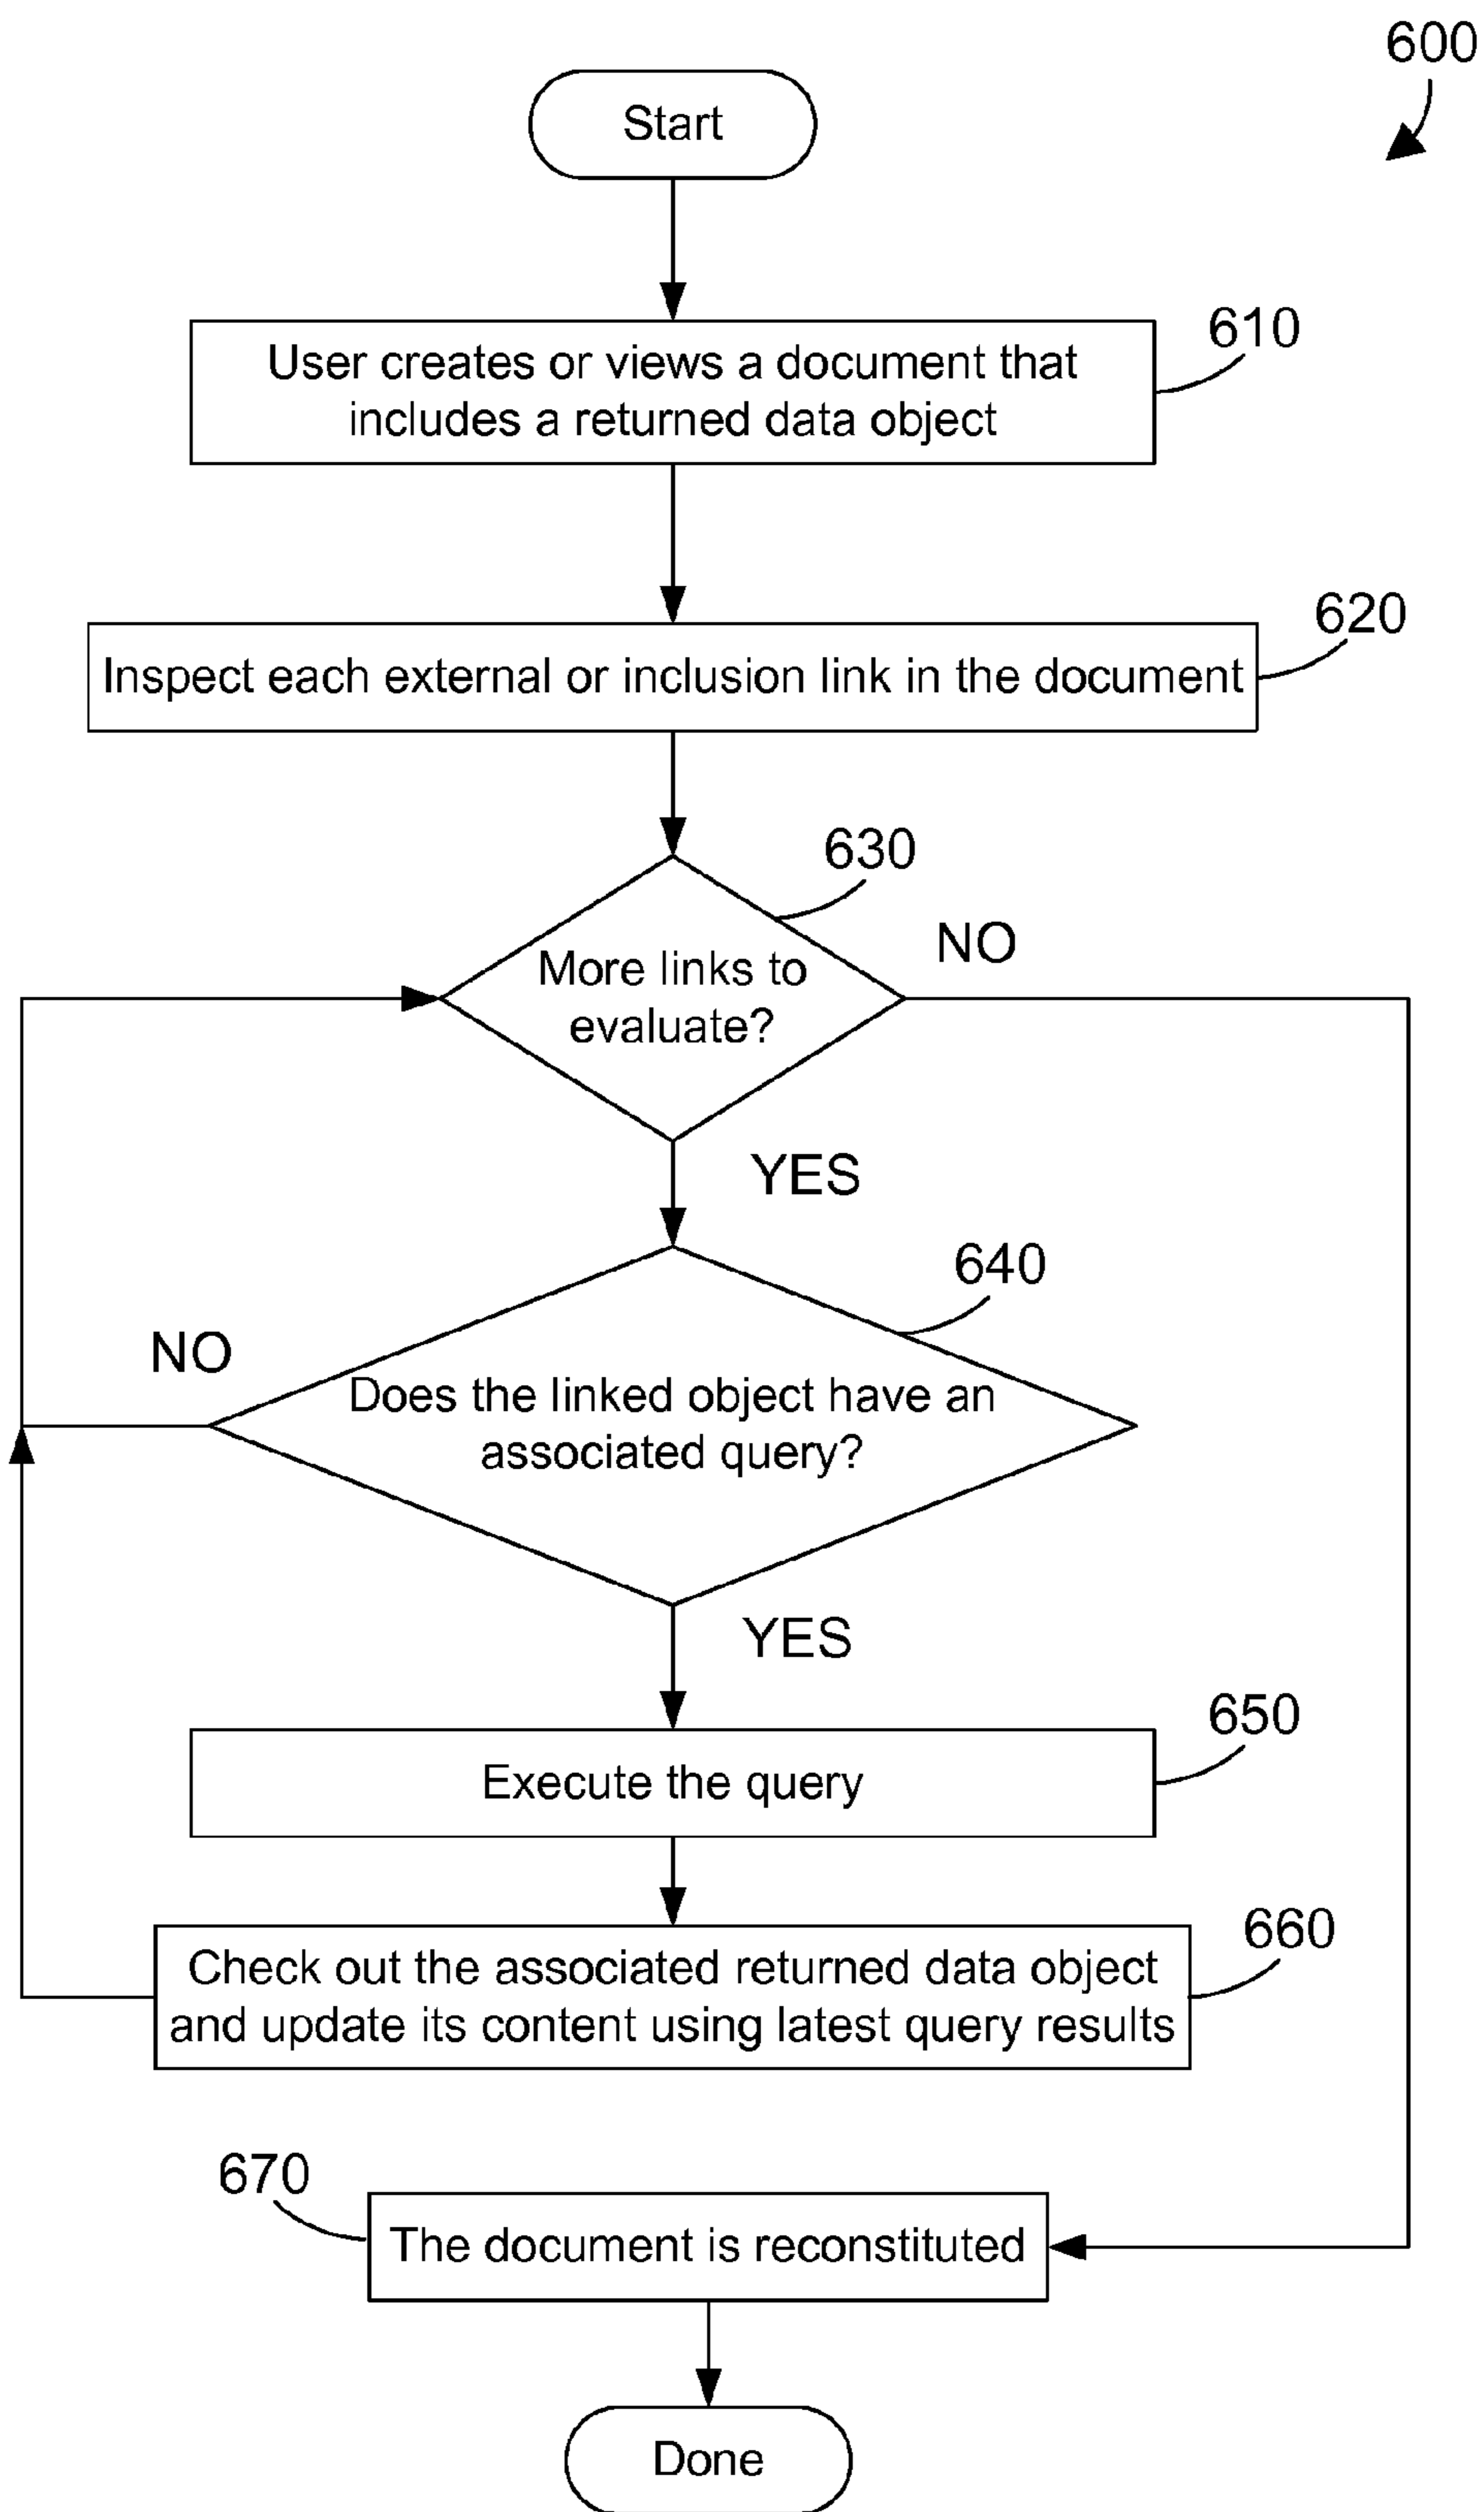 600
Start
610
User creates or views a document that
includes a returned data object
620
Inspect each external or inclusion link in the document
630
NO
More links to
evaluate?
YES
640
NO
Does the linked object have an
associated query?
YES
650
Execute the query
660
Check out the associated returned data object
and update its content using latest query results
670
The document is reconstituted
Done